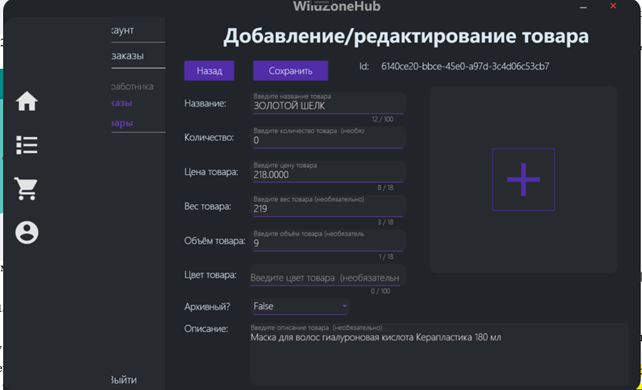 WildZoneHub
Добавление/редактирование товара
каунт
заказы
работника
казы
вары
Выйти
Назад
Сохранить
Id: 6140ce20-bbce-45e0-a97d-3c4d06c53cb7
Название:
Введите название товара
ЗОЛОТОЙ ШЕЛК
12 / 100
Количество:
Введите количество товара (необяз
0
Цена товара:
Введите цену товара
218.0000
8 / 18
Вес товара:
Введите вес товара (необязательно)
219
3 / 18
Объём товара:
Введите объём товара (необязатель
9
1 / 18
Цвет товара:
Введите цвет товара (необязательн
0 / 100
Архивный?
False
Описание:
Введите описание товара (необязательно)
Маска для волос гиалуроновая кислота Керапластика 180 мл